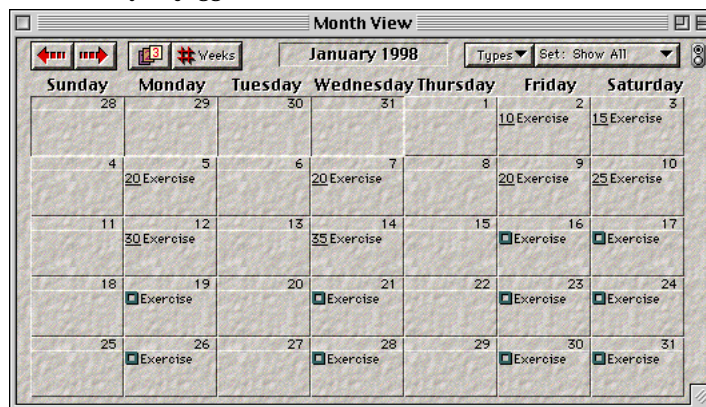 Month View
23 Weeks January 1998 Types Set: Show All
Sunday Monday Tuesday Wednesday Thursday Friday Saturday
28 29 30 31 1 2 3
10 Exercise 15 Exercise
4 5 6 7 8 9 10
20 Exercise 20 Exercise 20 Exercise 25 Exercise
11 12 13 14 15 16 17
30 Exercise 35 Exercise Exercise Exercise
18 19 20 21 22 23 24
Exercise Exercise Exercise Exercise
25 26 27 28 29 30 31
Exercise Exercise Exercise Exercise